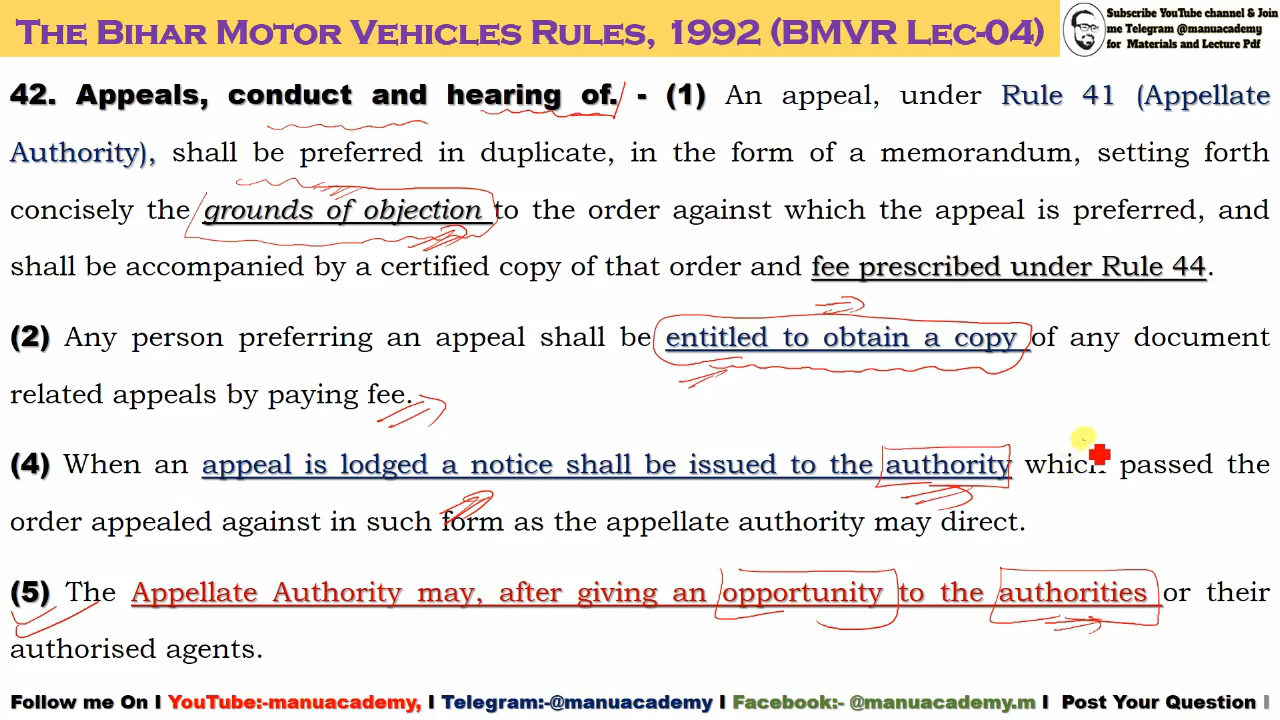 THE BIHAR MOTOR VEHICLES RULES, 1992 (BMVR LEC-04)
Subscribe YouTube channel & Join
me Telegram @manuacademy
for Materials and Lecture Pdf
42. Appeals, conduct and hearing of. - (1) An appeal, under Rule 41 (Appellate
Authority), shall be preferred in duplicate, in the form of a memorandum, setting forth
concisely the grounds of objection to the order against which the appeal is preferred, and
shall be accompanied by a certified copy of that order and fee prescribed under Rule 44.
(2) Any person preferring an appeal shall be entitled to obtain a copy of any document
related appeals by paying fee.
(4) When an appeal is lodged a notice shall be issued to the authority which passed the
order appealed against in such form as the appellate authority may direct.
(5) The Appellate Authority may, after giving an opportunity to the authorities or their
authorised agents.
Follow me On I YouTube:-manuacademy, I Telegram:-@manuacademy I Facebook:- @manuacademy.m I Post Your Question I